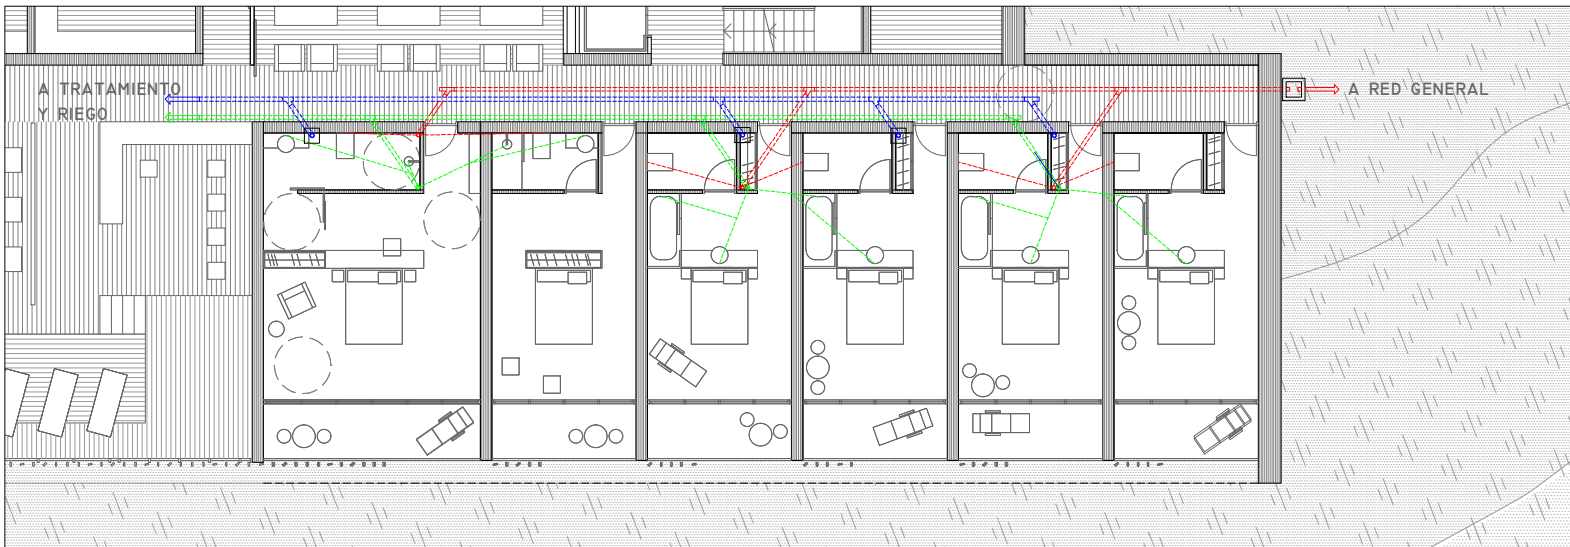 A TRATAMIENTO
Y RIEGO
A RED GENERAL